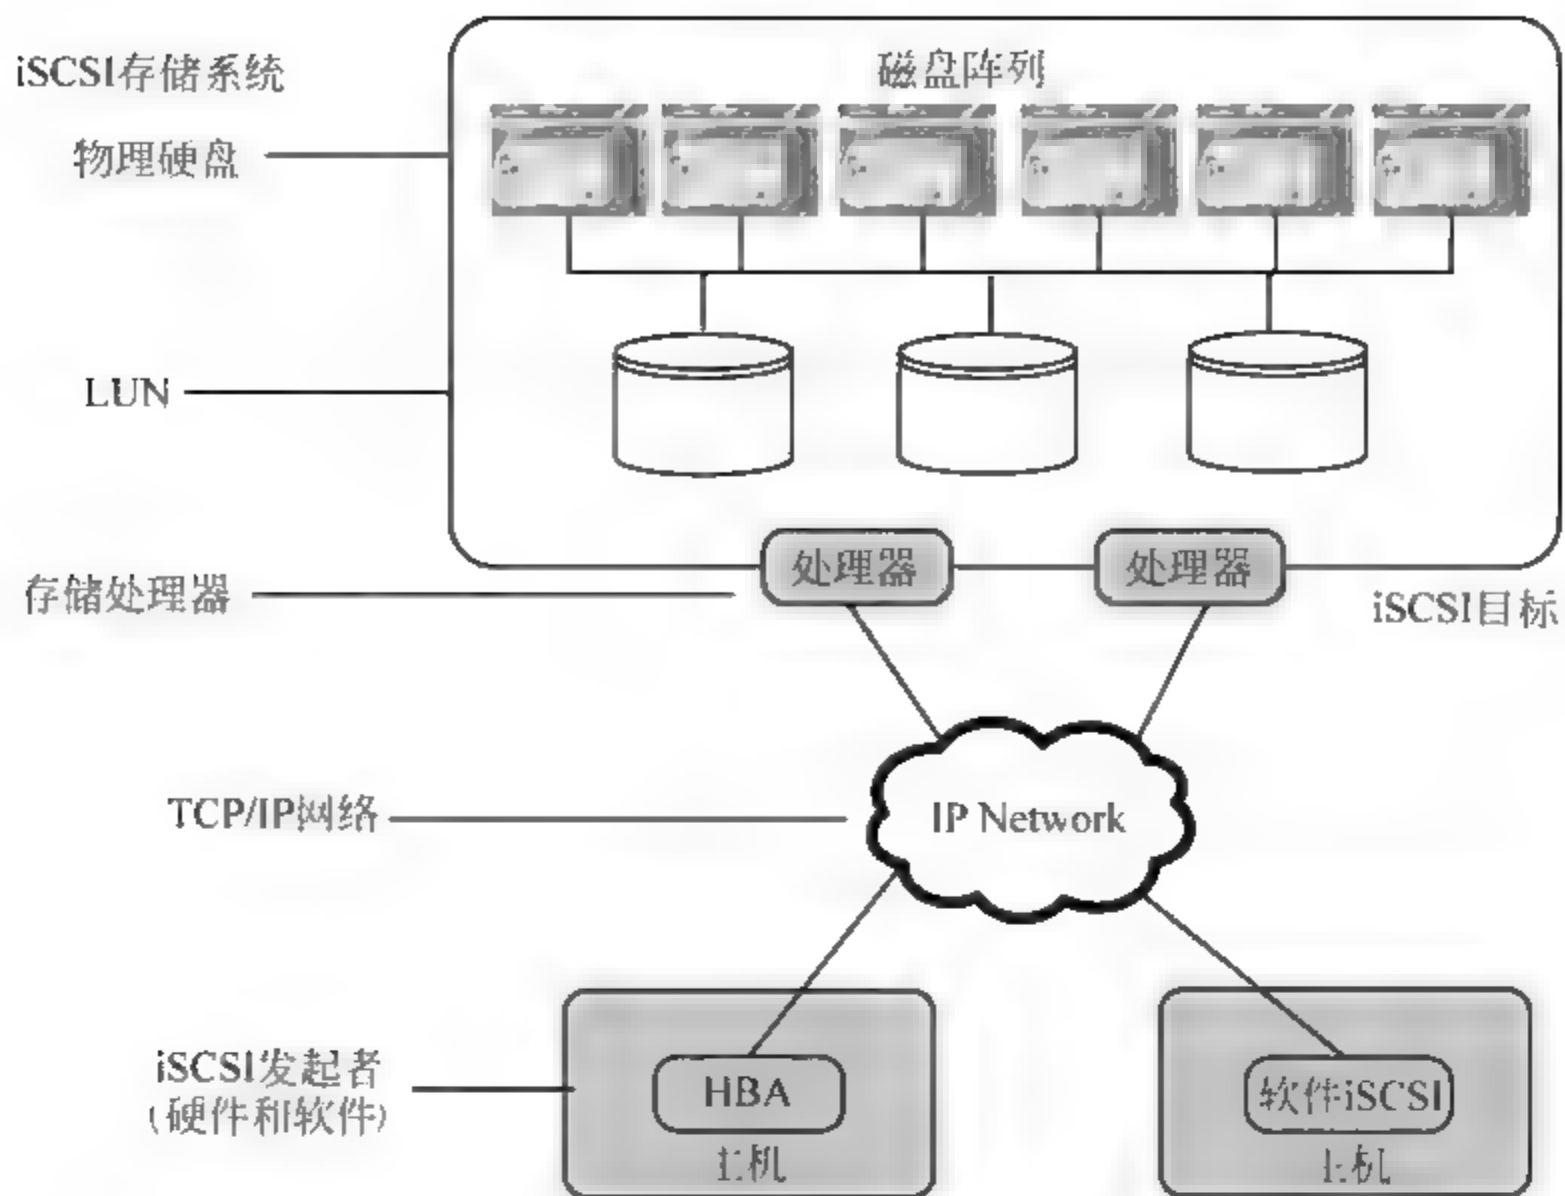 iSCSI存储系统
磁盘阵列
物理硬盘
LUN
处理器
处理器
存储处理器
iSCSI目标
TCP/IP网络
IP Network
iSCSI发起者
(硬件和软件)
HBA
软件iSCSI
主机
主机